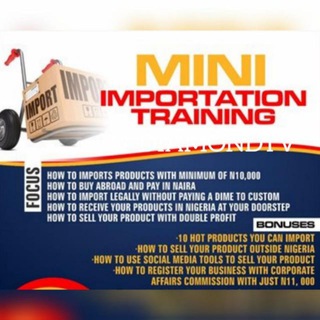 IMPORT
IMPORT
MINI
IMPORTATION
TRAINING
FOCUS
HOW TO IMPORTS PRODUCTS WITH MINIMUM OF N10,000
HOW TO BUY ABROAD AND PAY IN NAIRA
HOW TO IMPORT LEGALLY WITHOUT PAYING A DIME TO CUSTOM
HOW TO RECEIVE YOUR PRODUCTS IN NIGERIA AT YOUR DOORSTEP
HOW TO SELL YOUR PRODUCT WITH DOUBLE PROFIT
BONUSES
·10 HOT PRODUCTS YOU CAN IMPORT
·HOW TO SELL YOUR PRODUCT OUTSIDE NIGERIA
·HOW TO USE SOCIAL MEDIA TOOLS TO SELL YOUR PRODUCT
·HOW TO REGISTER YOUR BUSINESS WITH CORPORATE
AFFAIRS COMMISSION WITH JUST N11, 000